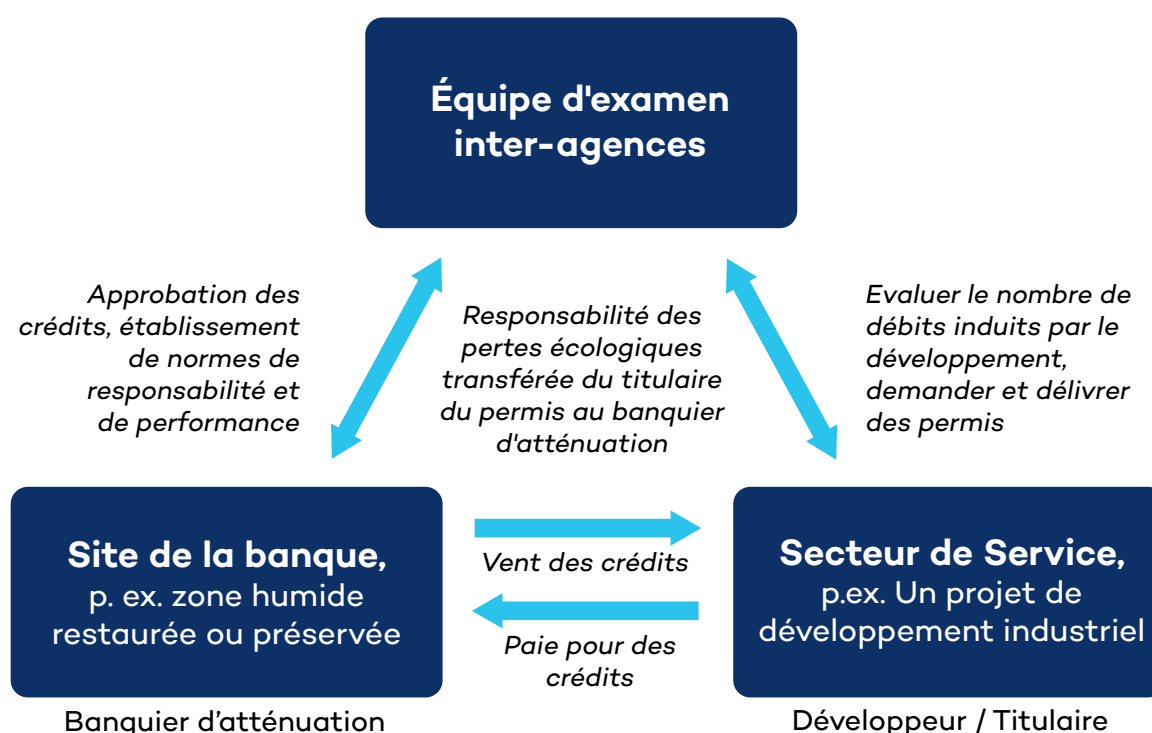 Équipe d'examen
inter-agences
Approbation des
crédits, établissement
de normes de
responsabilité et
de performance
Responsabilité des
pertes écologiques
transférée du titulaire
du permis au banquier
d'atténuation
Evaluer le nombre de
débits induits par le
développement,
demander et délivrer
des permis
Site de la banque,
p. ex. zone humide
restaurée ou préservée
Vent des crédits
Paie pour des
crédits
Secteur de Service,
p.ex. Un projet de
développement industriel
Banquier d’atténuation
Développeur / Titulaire